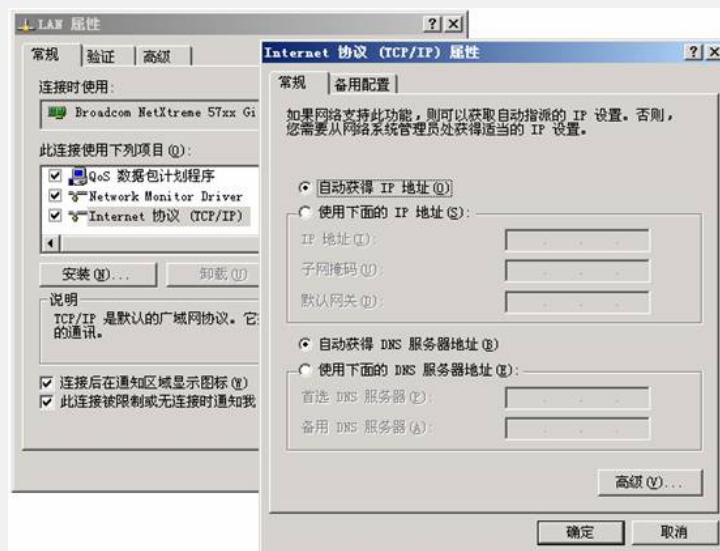 LAN 属性
常规
验证
高级
连接时使用:
Broadcom NetXtreme 57xx Gi
此连接使用下列项目(O):
QoS 数据包计划程序
Network Monitor Driver
Internet 协议 (TCP/IP)
安装(N)...
卸载(U)
说明
TCP/IP 是默认的广域网协议。它
的通讯。
连接后在通知区域显示图标(W)
此连接被限制或无连接时通知我
Internet 协议 (TCP/IP) 属性
常规
备用配置
如果网络支持此功能，则可以获取自动指派的 IP 设置。否则，
您需要从网络系统管理员处获得适当的 IP 设置。
自动获得 IP 地址(O)
使用下面的 IP 地址(S):
IP 地址(I):
子网掩码(U):
默认网关(D):
自动获得 DNS 服务器地址(B)
使用下面的 DNS 服务器地址(E):
首选 DNS 服务器(P):
备用 DNS 服务器(A):
高级(V)...
确定
取消